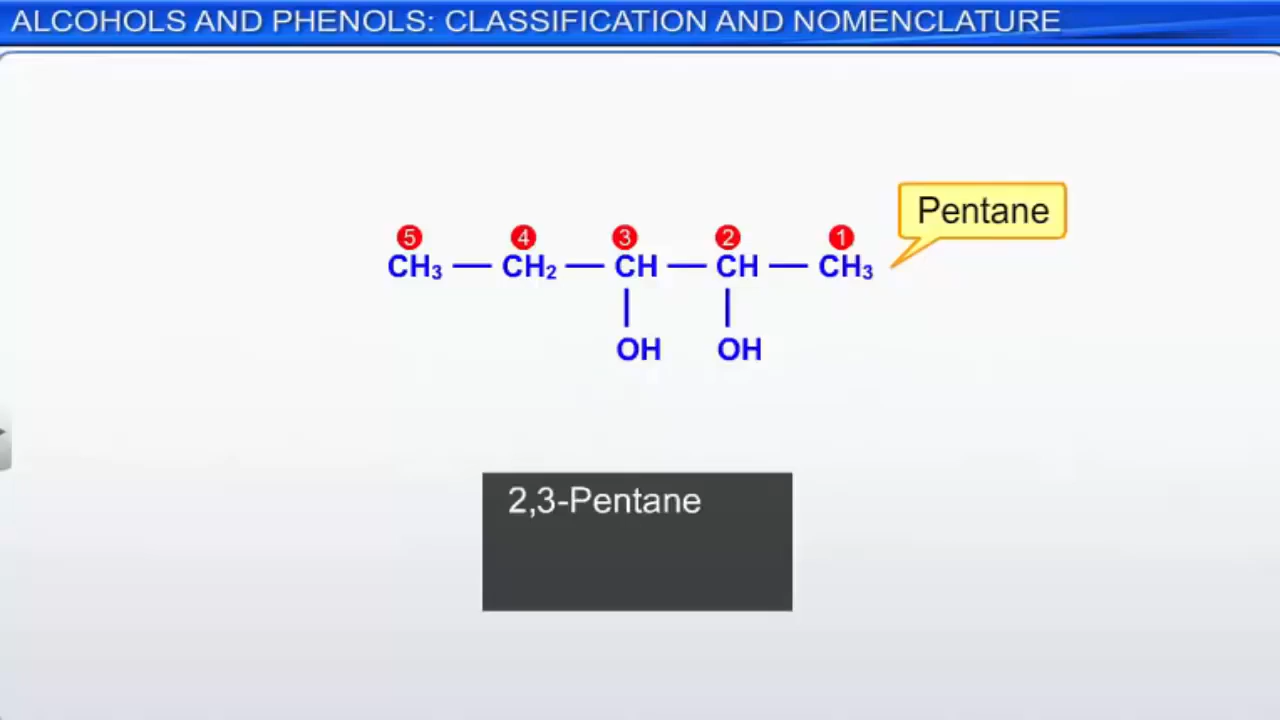 ALCOHOLS AND PHENOLS: CLASSIFICATION AND NOMENCLATURE
Pentane
5 4 3 2 1
CH₃ — CH₂ — CH — CH — CH₃
| |
OH OH
2,3-Pentane